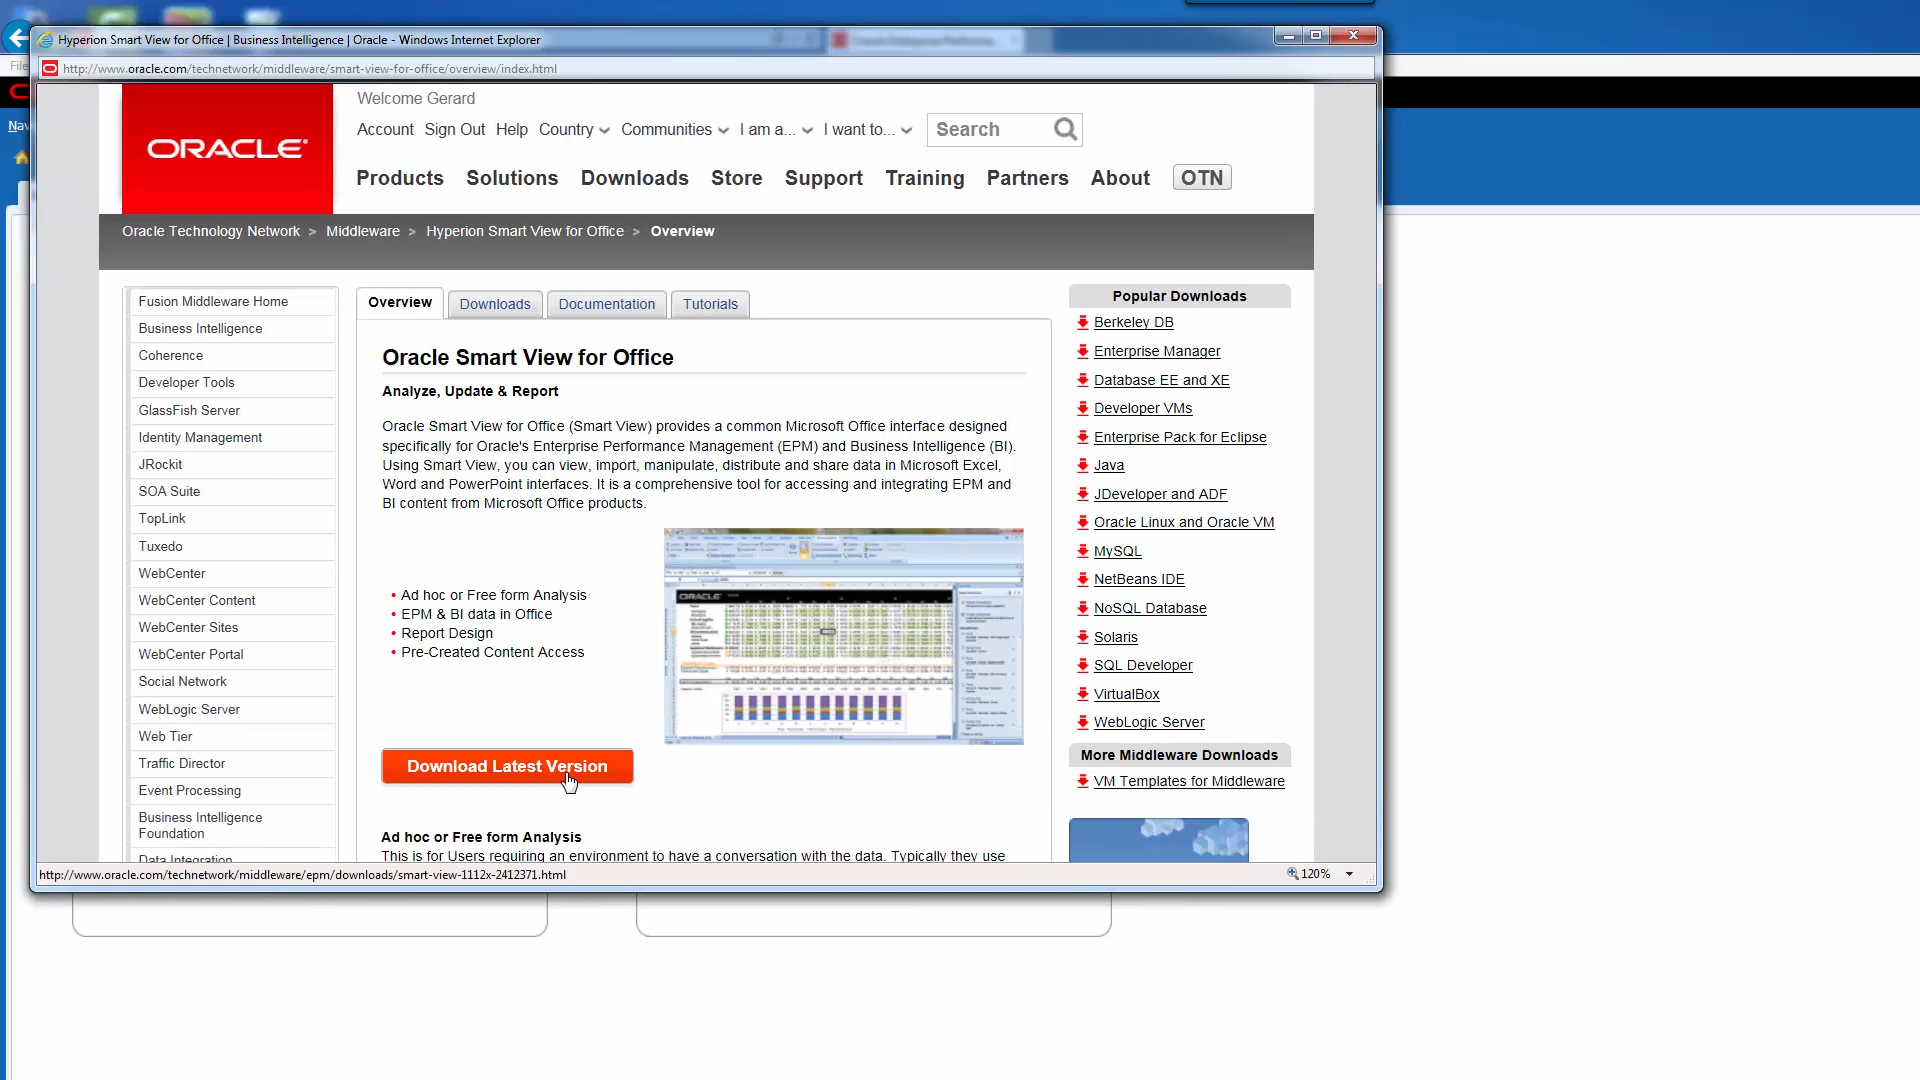 Hyperion Smart View for Office | Business Intelligence | Oracle - Windows Internet Explorer
File
http://www.oracle.com/technetwork/middleware/smart-view-for-office/overview/index.html
Welcome Gerard
Account Sign Out Help Country Communities I am a... I want to... Search
ORACLE
Products Solutions Downloads Store Support Training Partners About OTN
Oracle Technology Network > Middleware > Hyperion Smart View for Office > Overview
Fusion Middleware Home
Business Intelligence
Coherence
Developer Tools
GlassFish Server
Identity Management
JRockit
SOA Suite
TopLink
Tuxedo
WebCenter
WebCenter Content
WebCenter Sites
WebCenter Portal
Social Network
WebLogic Server
Web Tier
Traffic Director
Event Processing
Business Intelligence
Foundation
Data Integration
Overview Downloads Documentation Tutorials
Oracle Smart View for Office
Analyze, Update & Report
Oracle Smart View for Office (Smart View) provides a common Microsoft Office interface designed
specifically for Oracle's Enterprise Performance Management (EPM) and Business Intelligence (BI).
Using Smart View, you can view, import, manipulate, distribute and share data in Microsoft Excel,
Word and PowerPoint interfaces. It is a comprehensive tool for accessing and integrating EPM and
BI content from Microsoft Office products.
• Ad hoc or Free form Analysis
• EPM & BI data in Office
• Report Design
• Pre-Created Content Access
ORACLE
Download Latest Version
Ad hoc or Free form Analysis
This is for Users requiring an environment to have a conversation with the data. Typically they use
Popular Downloads
Berkeley DB
Enterprise Manager
Database EE and XE
Developer VMs
Enterprise Pack for Eclipse
Java
JDeveloper and ADF
Oracle Linux and Oracle VM
MySQL
NetBeans IDE
NoSQL Database
Solaris
SQL Developer
VirtualBox
WebLogic Server
More Middleware Downloads
VM Templates for Middleware
http://www.oracle.com/technetwork/middleware/epm/downloads/smart-view-1112x-2412371.html
120%